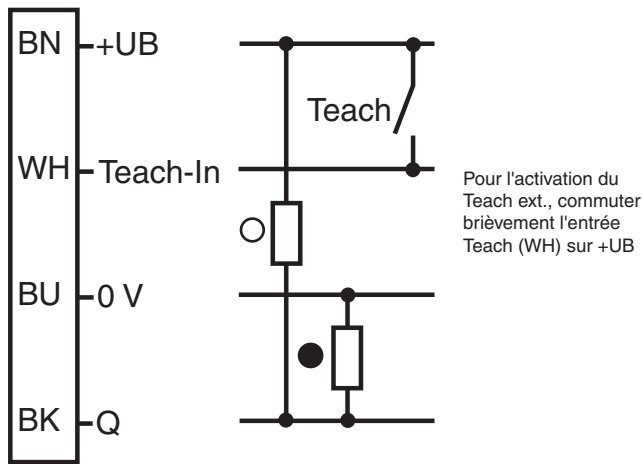 BN +UB
Teach
WH Teach-In
Pour l'activation du
Teach ext., commuter
brièvement l'entrée
Teach (WH) sur +UB
BU 0 V
BK Q